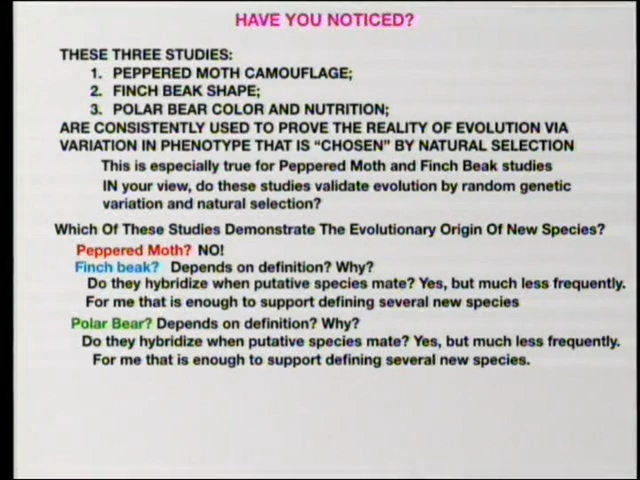 HAVE YOU NOTICED?
THESE THREE STUDIES:
1. PEPPERED MOTH CAMOUFLAGE;
2. FINCH BEAK SHAPE;
3. POLAR BEAR COLOR AND NUTRITION;
ARE CONSISTENTLY USED TO PROVE THE REALITY OF EVOLUTION VIA
VARIATION IN PHENOTYPE THAT IS “CHOSEN” BY NATURAL SELECTION
This is especially true for Peppered Moth and Finch Beak studies
IN your view, do these studies validate evolution by random genetic
variation and natural selection?
Which Of These Studies Demonstrate The Evolutionary Origin Of New Species?
Peppered Moth? NO!
Finch beak? Depends on definition? Why?
Do they hybridize when putative species mate? Yes, but much less frequently.
For me that is enough to support defining several new species
Polar Bear? Depends on definition? Why?
Do they hybridize when putative species mate? Yes, but much less frequently.
For me that is enough to support defining several new species.